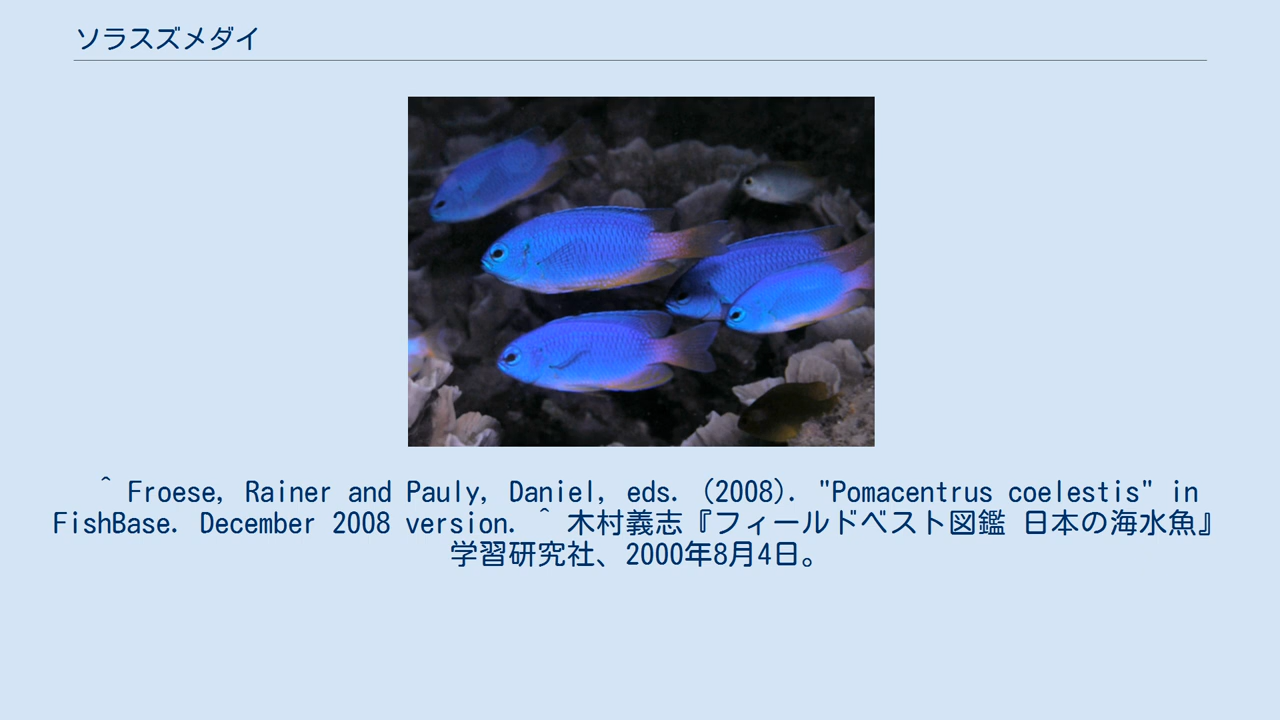 ソラスズメダイ
^ Froese, Rainer and Pauly, Daniel, eds. (2008). "Pomacentrus coelestis" in
FishBase. December 2008 version. ^ 木村義志『フィールドベスト図鑑 日本の海水魚』
学習研究社、2000年8月4日。